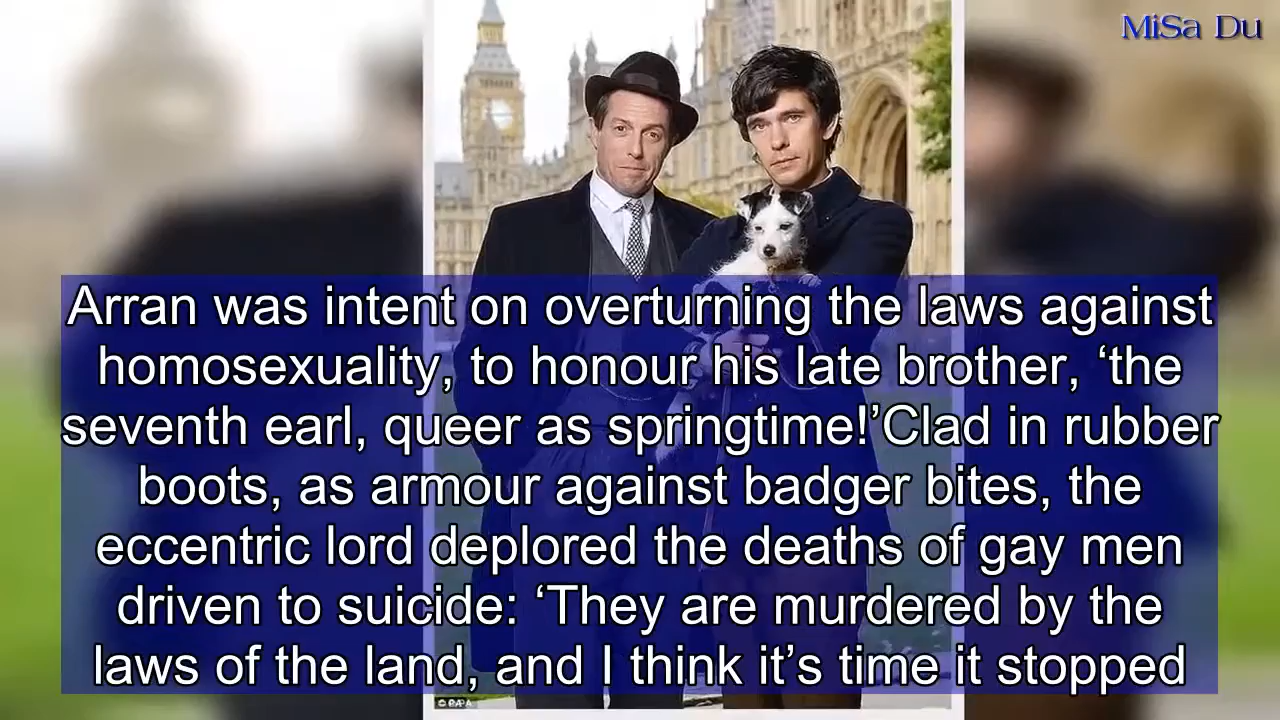 MiSa Du
Arran was intent on overturning the laws against
homosexuality, to honour his late brother, ‘the
seventh earl, queer as springtime!’Clad in rubber
boots, as armour against badger bites, the
eccentric lord deplored the deaths of gay men
driven to suicide: ‘They are murdered by the
laws of the land, and I think it’s time it stopped